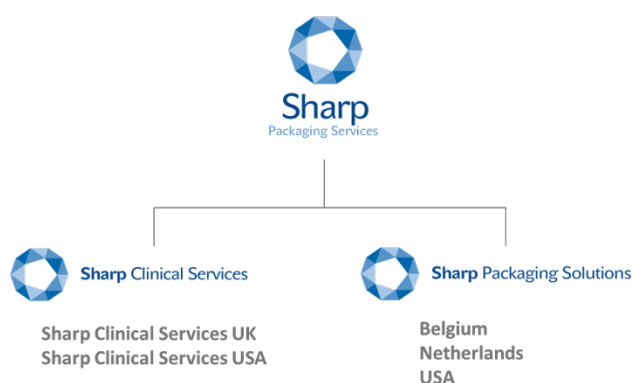 Sharp
Packaging Services
Sharp Clinical Services
Sharp Packaging Solutions
Sharp Clinical Services UK
Sharp Clinical Services USA
Belgium
Netherlands
USA